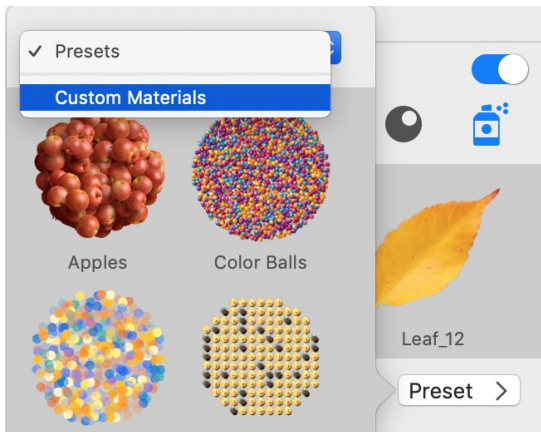 ✓ Presets
Custom Materials
Apples
Color Balls
Leaf_12
Preset >